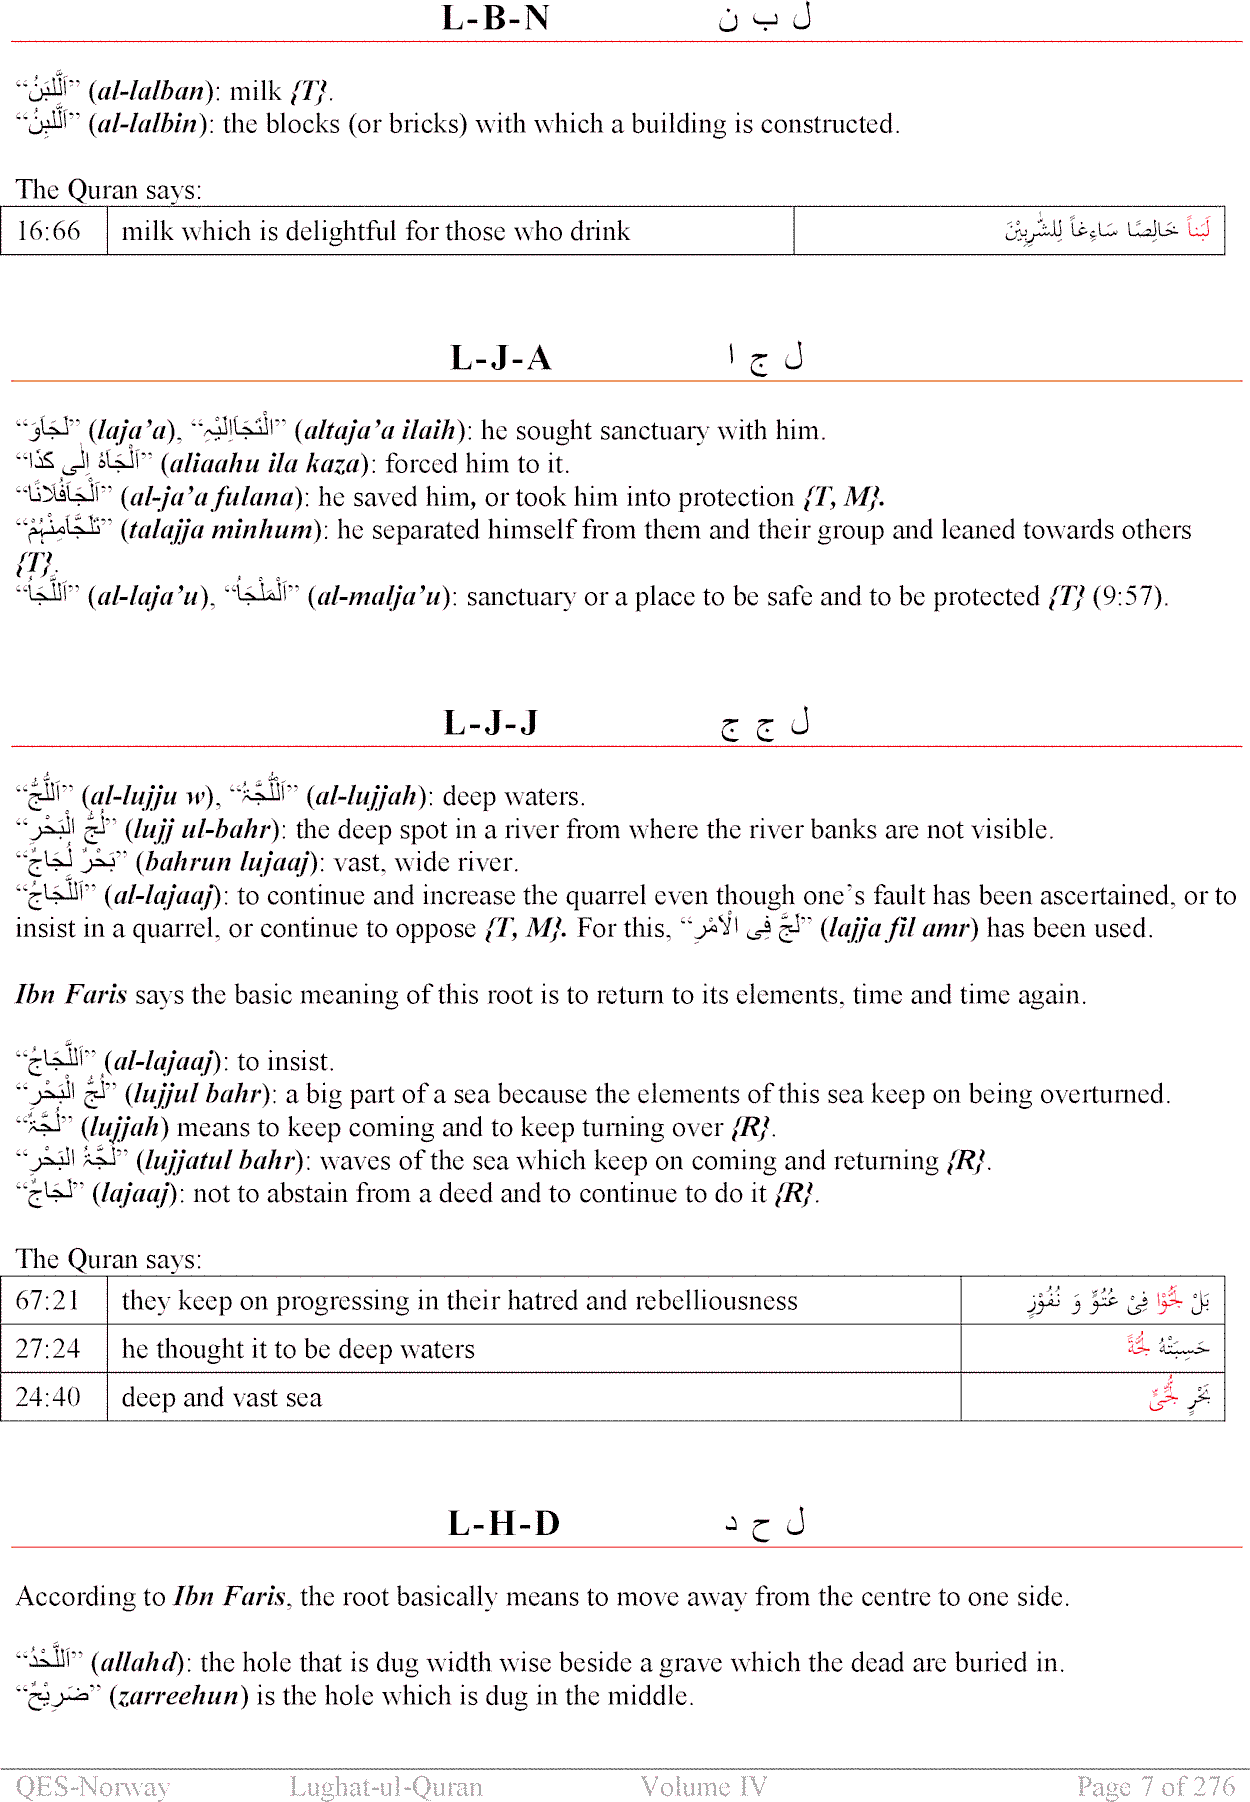 L-B-N ل ب ن
“اَللَّبَنُ” (al-lalban): milk {T}.
“اَللَّبِنُ” (al-lalbin): the blocks (or bricks) with which a building is constructed.
The Quran says:
16:66 milk which is delightful for those who drink لَبَناً خَالِصًا سَاءِغاً لِلشّٰرِبِيْنَ
L-J-A ل ج ا
“لَجَاَوَ” (laja’a), “الْتَجَاَاِلَيْہِ” (altaja’a ilaih): he sought sanctuary with him.
“اَلْجَاَهُ اِلٰى كَذَا” (aliaahu ila kaza): forced him to it.
“اَلْجَاَفُلَانًا” (al-ja’a fulana): he saved him, or took him into protection {T, M}.
“تَلَجَّاَمِنْہُمْ” (talajja minhum): he separated himself from them and their group and leaned towards others
{T}.
“اَللَّجَاُ” (al-laja’u), “اَلْمَلْجَاُ” (al-malja’u): sanctuary or a place to be safe and to be protected {T} (9:57).
L-J-J ل ج ج
“اَللُّجُّ” (al-lujju w), “اَللُّجَّۃُ” (al-lujjah): deep waters.
“لُجُّ الْبَحْرِ” (lujj ul-bahr): the deep spot in a river from where the river banks are not visible.
“بَحْرٌ لُجَاجٌ” (bahrun lujaaj): vast, wide river.
“اَللَّجَاجُ” (al-lajaaj): to continue and increase the quarrel even though one’s fault has been ascertained, or to
insist in a quarrel, or continue to oppose {T, M}. For this, “لَجَّ فِی الْاَمْرِ” (lajja fil amr) has been used.
Ibn Faris says the basic meaning of this root is to return to its elements, time and time again.
“اَللَّجَاجُ” (al-lajaaj): to insist.
“لُجُّ الْبَحْرِ” (lujjul bahr): a big part of a sea because the elements of this sea keep on being overturned.
“لُجَّۃٌ” (lujjah) means to keep coming and to keep turning over {R}.
“لُجَّۃُ البَحْرِ” (lujjatul bahr): waves of the sea which keep on coming and returning {R}.
“لَجَاجٌ” (lajaaj): not to abstain from a deed and to continue to do it {R}.
The Quran says:
67:21 they keep on progressing in their hatred and rebelliousness بَلْ لَجُّوْا فِىْ عُتُوٍّ وَ نُفُوْرٍ
27:24 he thought it to be deep waters حَسِبَتْهُ لُجَّةً
24:40 deep and vast sea بَحْرٍ لُّجِّىٍّ
L-H-D ل ح د
According to Ibn Faris, the root basically means to move away from the centre to one side.
“اَللَّحْدُ” (allahd): the hole that is dug width wise beside a grave which the dead are buried in.
“ضَرِيْحٌ” (zarreehun) is the hole which is dug in the middle.
QES-Norway Lughat-ul-Quran Volume IV Page 7 of 276